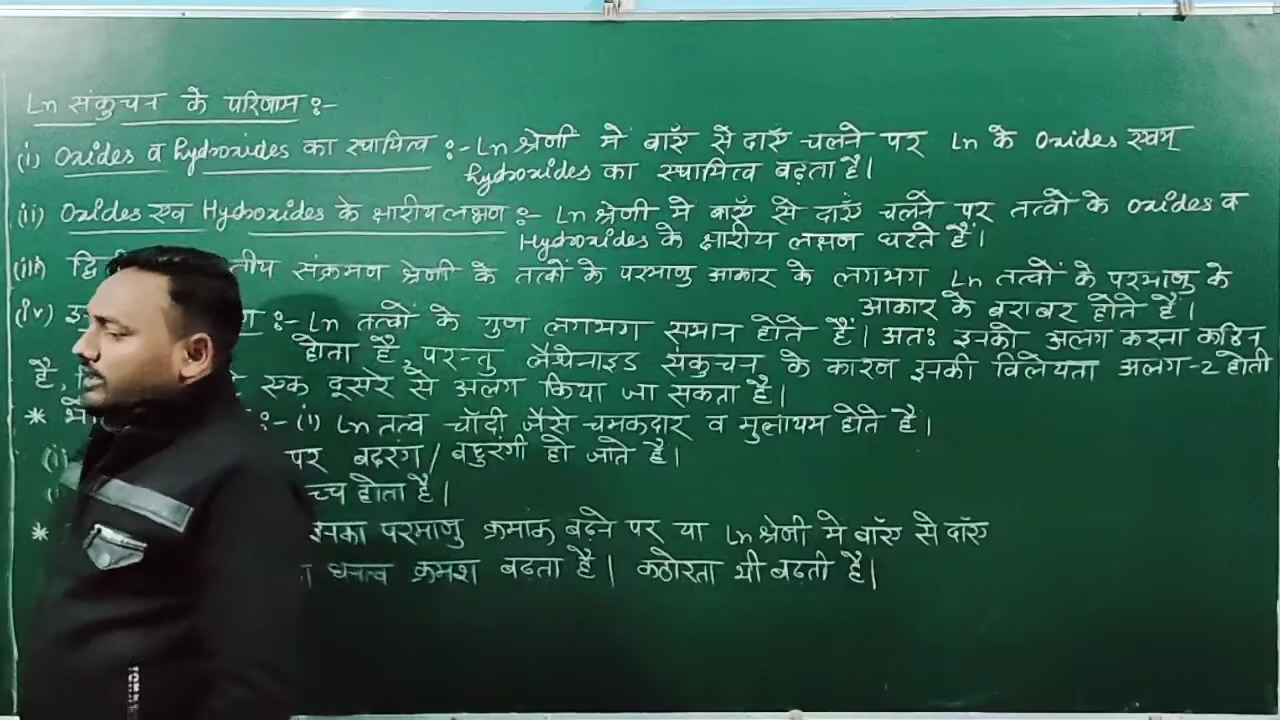 Ln संकुचन के परिणाम :-
(i) Oxides व hydroxides का स्थायित्व :- Ln श्रेणी मे बाएँ से दाएँ चलने पर Ln के Oxides एवम्
hydroxides का स्थायित्व बढ़ता है।
(ii) Oxides एव Hydroxides के क्षारीय लक्षण :- Ln श्रेणी मे बाएँ से दाएँ चलने पर तत्वों के Oxides व
Hydroxides के क्षारीय लक्षण घटते हैं।
(iii) संक्रमण श्रेणी के तत्वों के परमाणु आकार के लगभग Ln तत्वों के परमाणु के
आकार के बराबर होते हैं।
(iv) :- Ln तत्वों के गुण लगभग समान होते हैं। अतः इनको अलग करना कठिन
होता है, परन्तु लैंथेनाइड संकुचन के कारण इनकी विलेयता अलग-2 होती
है, एक दूसरे से अलग किया जा सकता है।
* :- (i) Ln तत्व चाँदी जैसे चमकदार व मुलायम होते है।
पर बदरंग/ बहुरंगी हो जाते है।
होता है।
* इनका परमाणु क्रमांक बढ़ने पर या Ln श्रेणी मे बाएँ से दाएँ
घनत्व क्रमश बढता है। कठोरता भी बढती है।